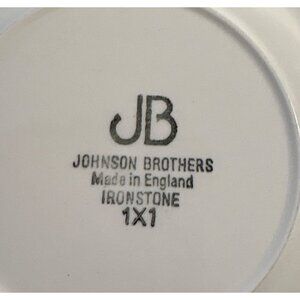 JB
JOHNSON BROTHERS
Made in England
IRONSTONE
1X1